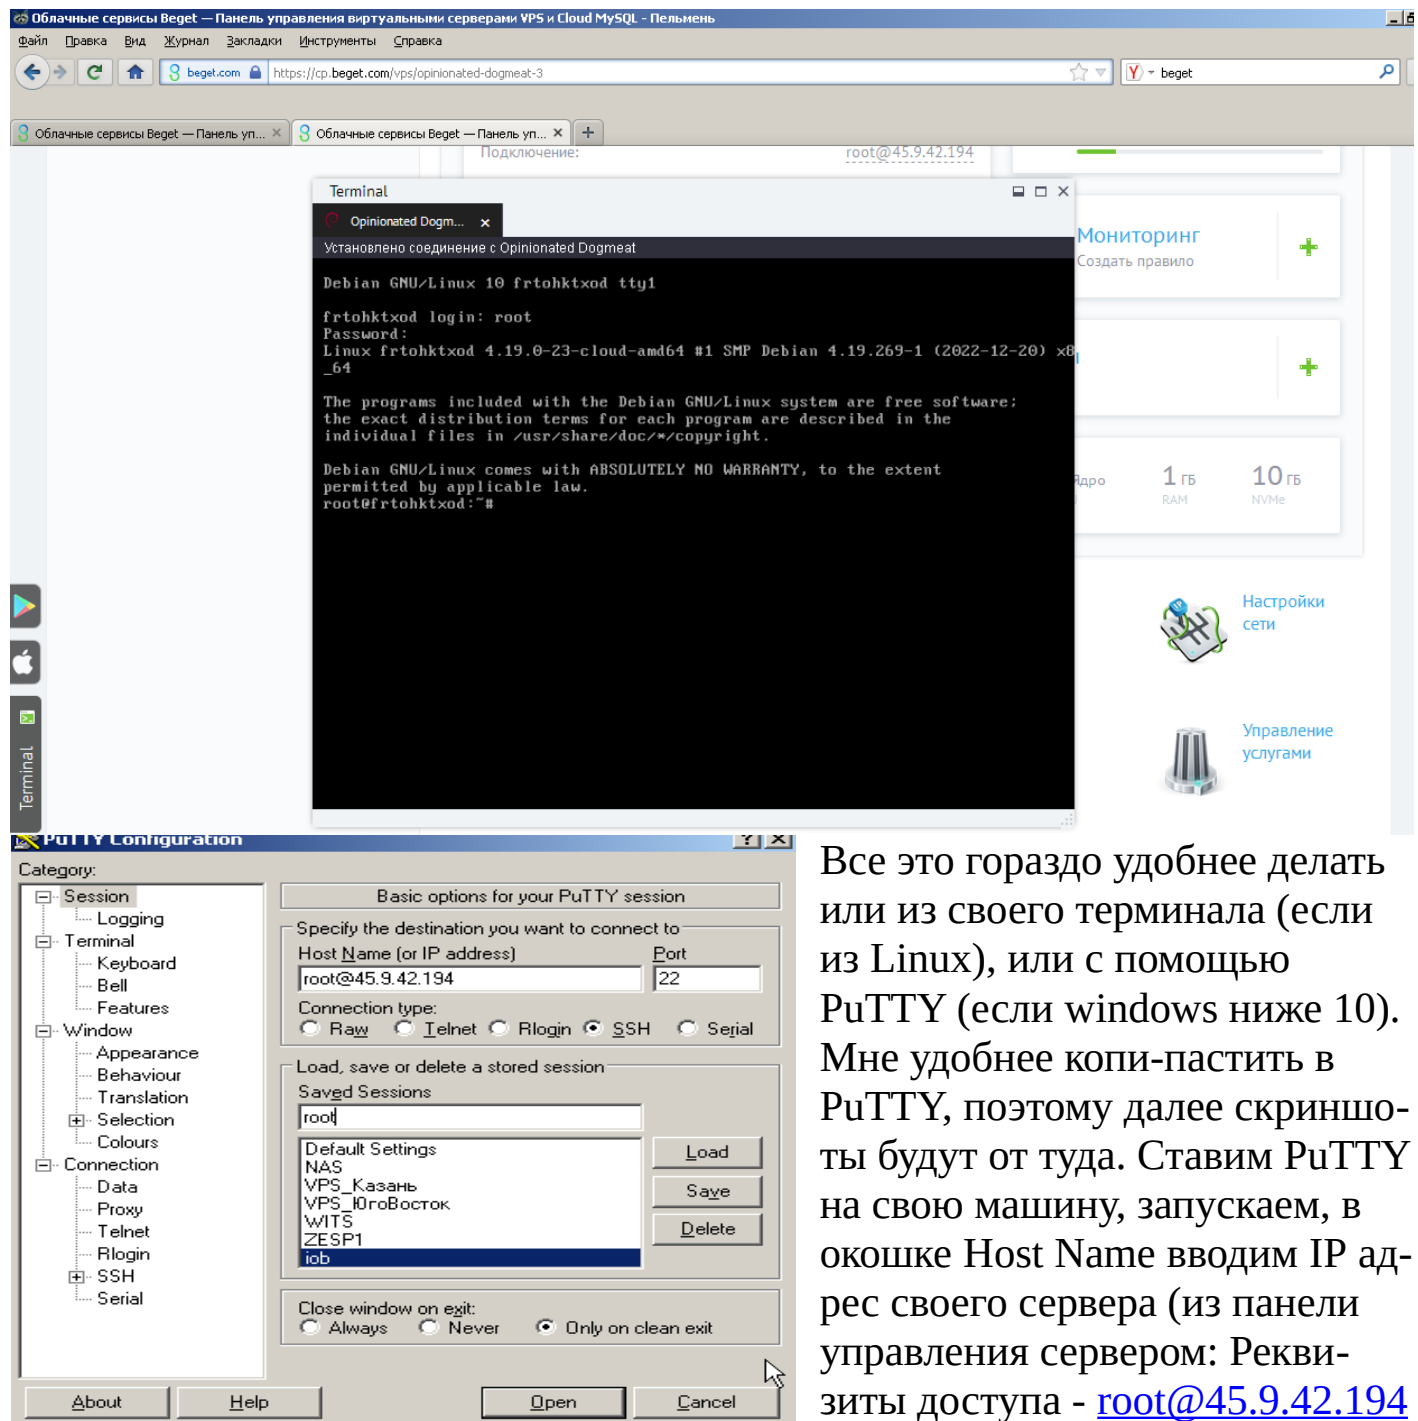 Облачные сервисы Beget — Панель управления виртуальными серверами VPS и Cloud MySQL - Пельмень
Файл Правка Вид Журнал Закладки Инструменты Справка
beget.com https://cp.beget.com/vps/opinionated-dogmeat-3 beget
Облачные сервисы Beget — Панель уп... Облачные сервисы Beget — Панель уп...
Подключение: root@45.9.42.194
Terminal
Opinionated Dogm...
Установлено соединение с Opinionated Dogmeat
Debian GNU/Linux 10 frtohktxod tty1
frtohktxod login: root
Password:
Linux frtohktxod 4.19.0-23-cloud-amd64 #1 SMP Debian 4.19.269-1 (2022-12-20) x8
_64
The programs included with the Debian GNU/Linux system are free software;
the exact distribution terms for each program are described in the
individual files in /usr/share/doc/*/copyright.
Debian GNU/Linux comes with ABSOLUTELY NO WARRANTY, to the extent
permitted by applicable law.
root@frtohktxod:~#
Мониторинг
Создать правило
Ядро 1 ГБ 10 ГБ
RAM NVMe
Настройки
сети
Управление
услугами
Terminal
PuTTY Configuration
Category:
Session
Logging
Terminal
Keyboard
Bell
Features
Window
Appearance
Behaviour
Translation
Selection
Colours
Connection
Data
Proxy
Telnet
Rlogin
SSH
Serial
Basic options for your PuTTY session
Specify the destination you want to connect to
Host Name (or IP address) Port
root@45.9.42.194 22
Connection type:
Raw Telnet Rlogin SSH Serial
Load, save or delete a stored session
Saved Sessions
root
Default Settings
NAS
VPS_Казань
VPS_ЮгоВосток
WITS
ZESP1
iob
Load
Save
Delete
Close window on exit:
Always Never Only on clean exit
About Help Open Cancel
Все это гораздо удобнее делать
или из своего терминала (если
из Linux), или с помощью
PuTTY (если windows ниже 10).
Мне удобнее копи-пастить в
PuTTY, поэтому далее скриншо-
ты будут от туда. Ставим PuTTY
на свою машину, запускаем, в
окошке Host Name вводим IP ад-
рес своего сервера (из панели
управления сервером: Рекви-
зиты доступа - root@45.9.42.194